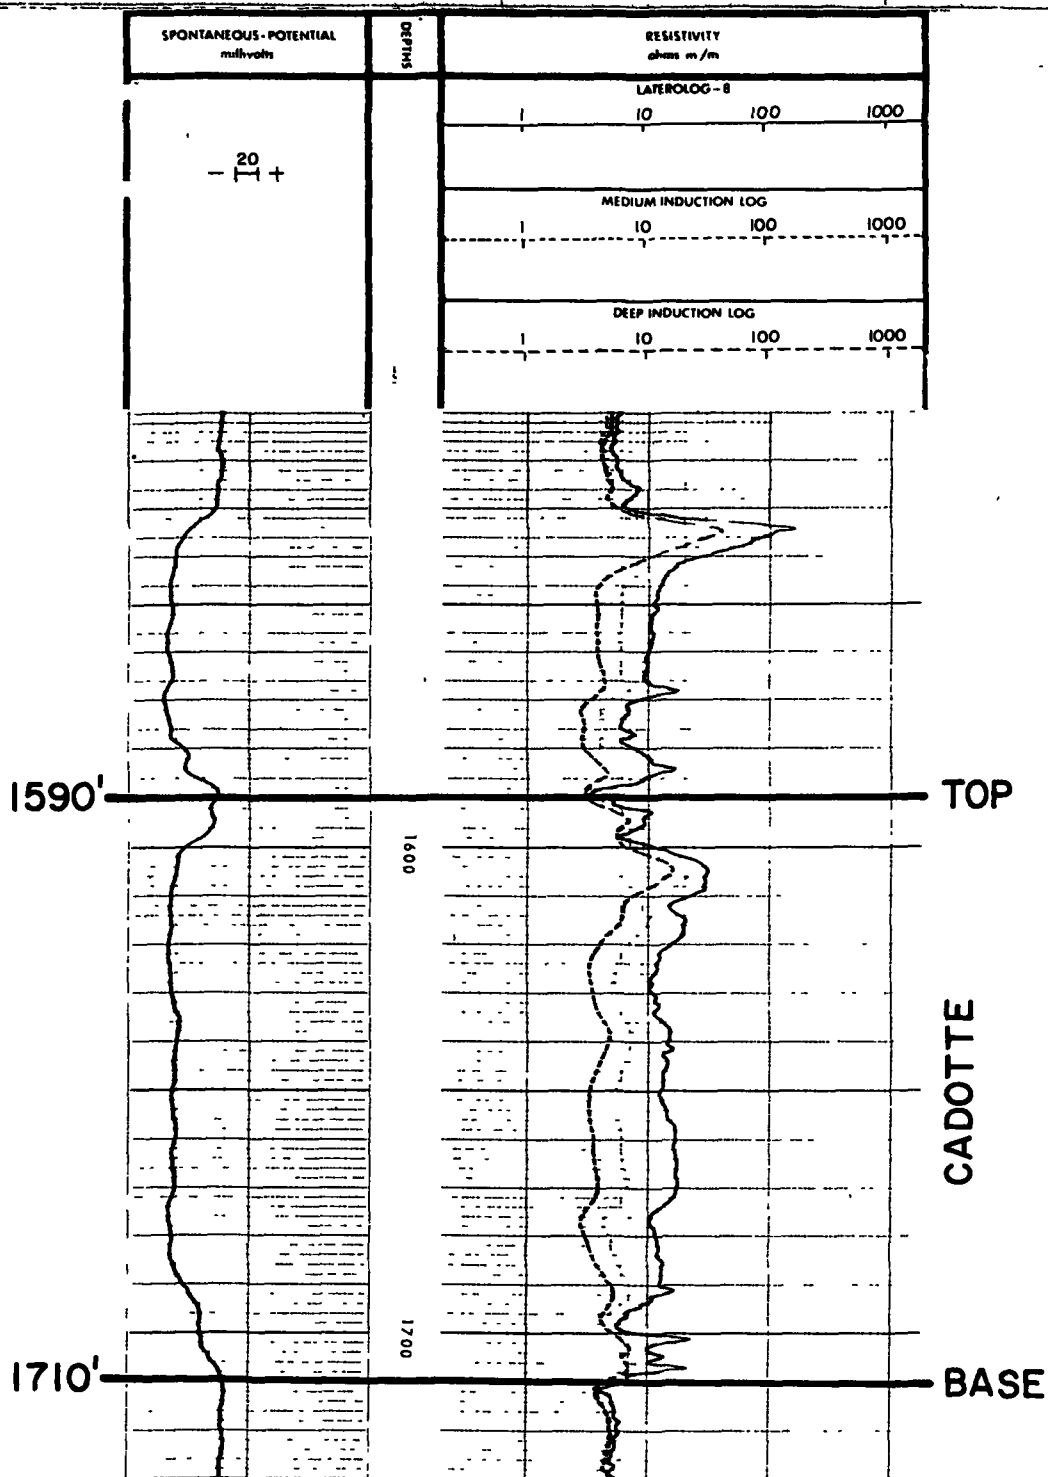 SPONTANEOUS-POTENTIAL
millivolts
DEPTHS
RESISTIVITY
ohms m/m
LATEROLOG-8
1 10 100 1000
- 20 +
MEDIUM INDUCTION LOG
1 10 100 1000
DEEP INDUCTION LOG
1 10 100 1000
1590' TOP
1600
CADOTTE
1700
1710' BASE